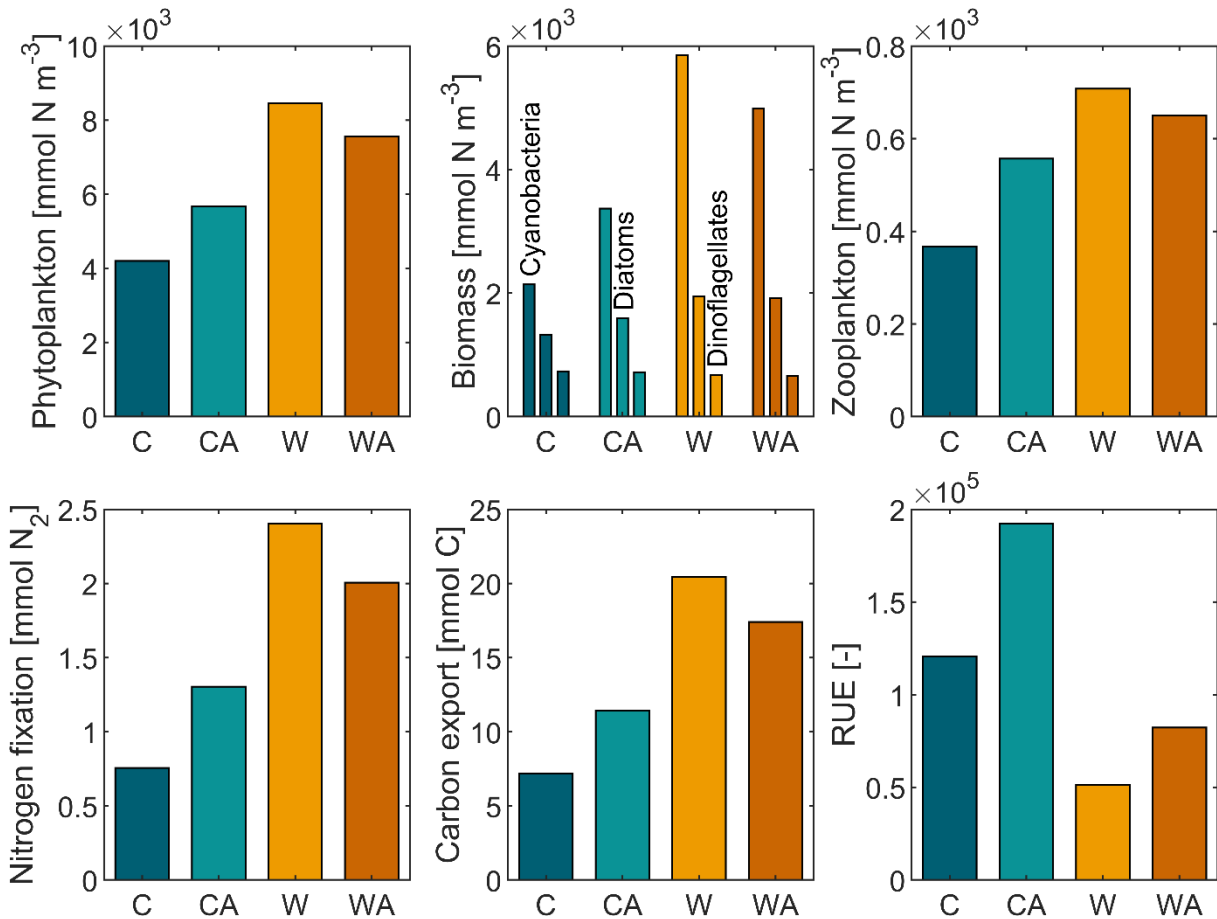 ×10³
Phytoplankton [mmol N m⁻³]
10
8
6
4
2
0
C CA W WA
×10³
Biomass [mmol N m⁻³]
6
4
2
0
Cyanobacteria
Diatoms
Dinoflagellates
C CA W WA
×10³
Zooplankton [mmol N m⁻³]
0.8
0.6
0.4
0.2
0
C CA W WA
Nitrogen fixation [mmol N₂]
2.5
2
1.5
1
0.5
0
C CA W WA
Carbon export [mmol C]
25
20
15
10
5
0
C CA W WA
×10⁵
RUE [-]
2
1.5
1
0.5
0
C CA W WA